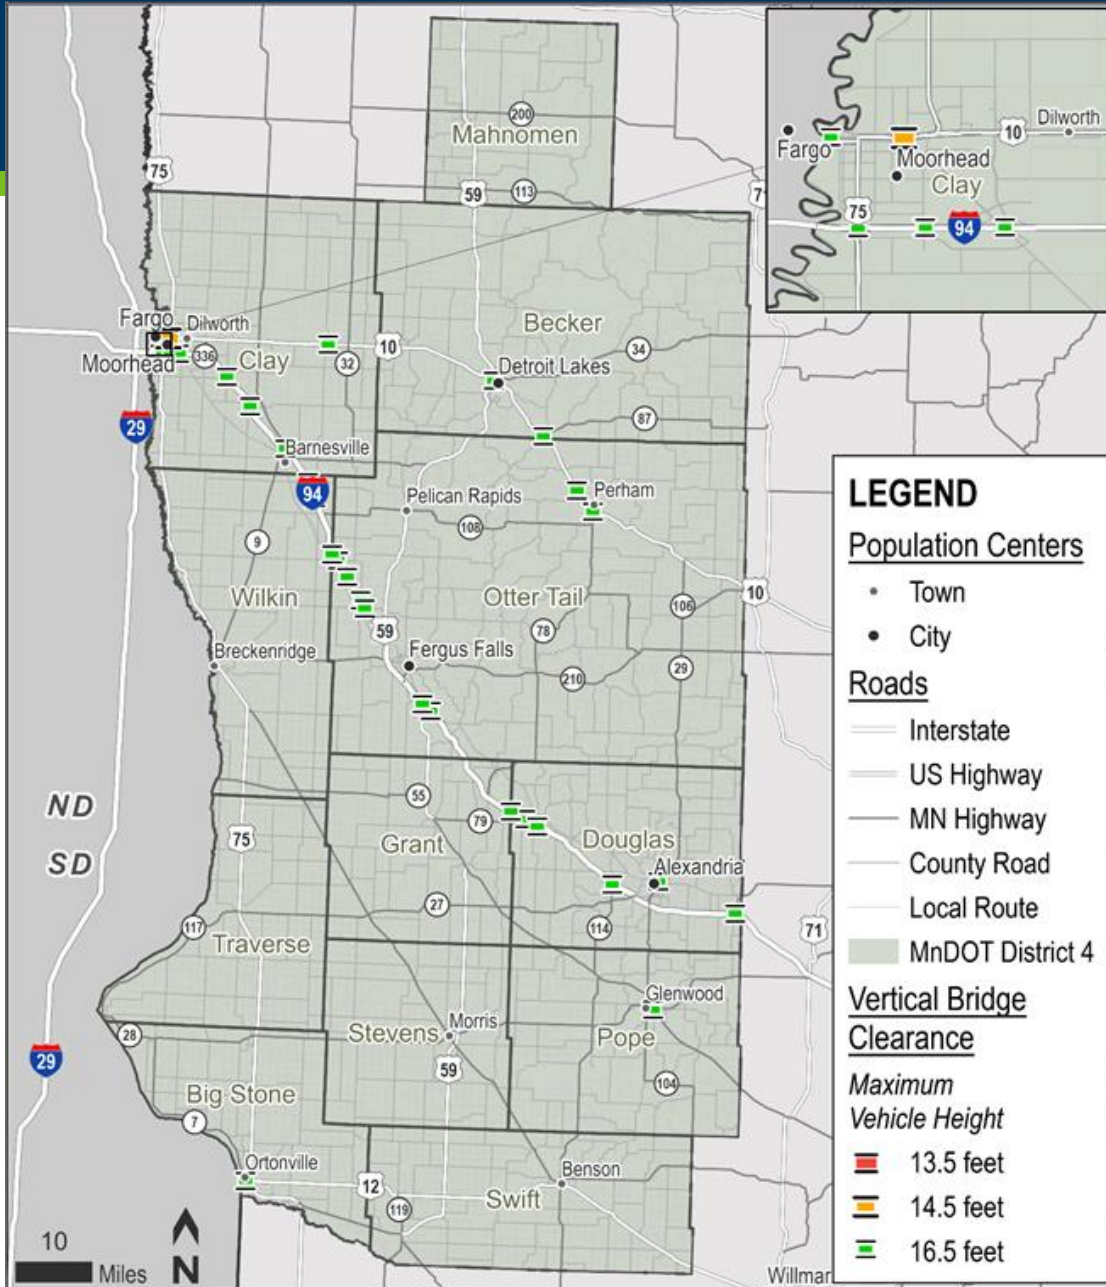 200
Mahnomen
75
59
113
7
Dilworth
10
Fargo
Moorhead
Clay
75
94
Fargo
Dilworth
Becker
34
336
Clay
32
10
Moorhead
Detroit Lakes
29
87
Barnesville
94
Pelican Rapids
Perham
108
9
Wilkin
Otter Tail
106
10
59
78
Breckenridge
Fergus Falls
210
29
ND
SD
55
75
79
Grant
Douglas
Alexandria
27
117
114
71
Traverse
Glenwood
28
Stevens
Morris
Pope
29
59
104
Big Stone
7
Ortonville
12
Benson
Swift
119
10
Miles
N
Willmar
LEGEND
Population Centers
Town
City
Roads
Interstate
US Highway
MN Highway
County Road
Local Route
MnDOT District 4
Vertical Bridge
Clearance
Maximum
Vehicle Height
13.5 feet
14.5 feet
16.5 feet